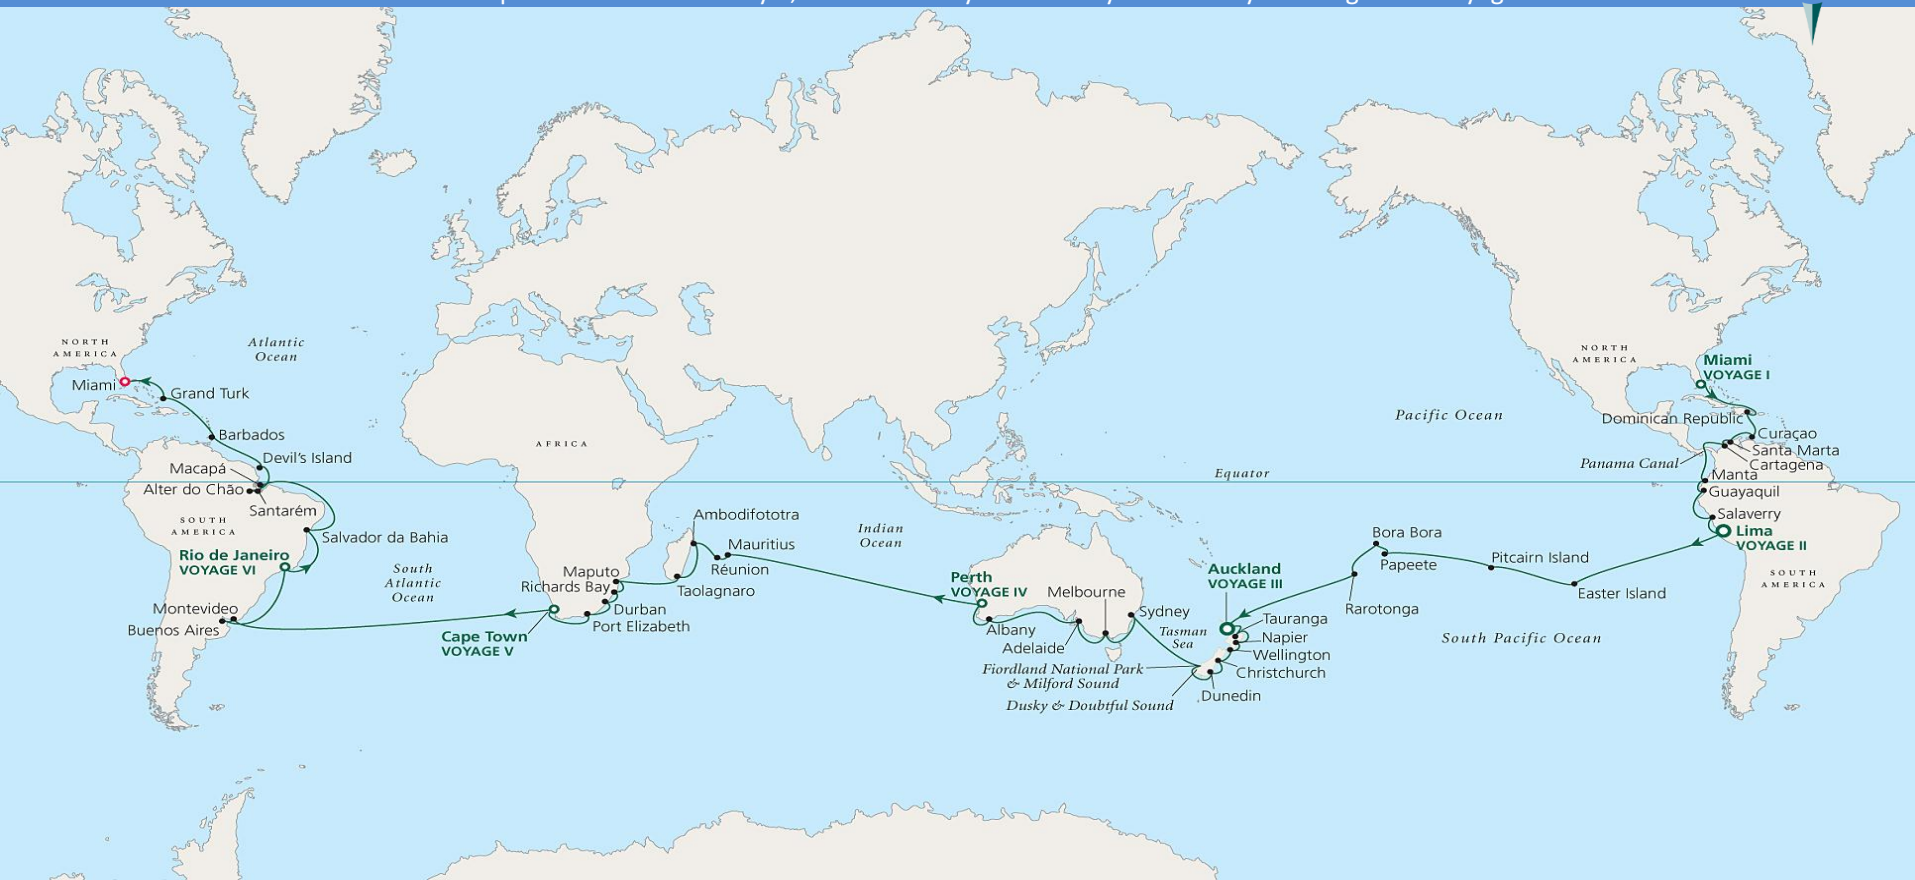 NORTH
AMERICA
Atlantic
Ocean
Miami
Grand Turk
Barbados
Devil's Island
Macapá
Alter do Chão
Santarém
SOUTH
AMERICA
Salvador da Bahia
Rio de Janeiro
VOYAGE VI
South
Atlantic
Ocean
Montevideo
Buenos Aires
AFRICA
Cape Town
VOYAGE V
Maputo
Richards Bay
Durban
Port Elizabeth
Ambodifototra
Mauritius
Réunion
Taolagnaro
Indian
Ocean
Perth
VOYAGE IV
Albany
Adelaide
Melbourne
Sydney
Tasman
Sea
Fiordland National Park
& Milford Sound
Dusky & Doubtful Sound
Auckland
VOYAGE III
Tauranga
Napier
Wellington
Christchurch
Dunedin
Equator
Pacific Ocean
Bora Bora
Papeete
Rarotonga
Pitcairn Island
Easter Island
South Pacific Ocean
NORTH
AMERICA
Miami
VOYAGE I
Dominican Republic
Curaçao
Santa Marta
Cartagena
Panama Canal
Manta
Guayaquil
Salaverry
Lima
VOYAGE II
SOUTH
AMERICA